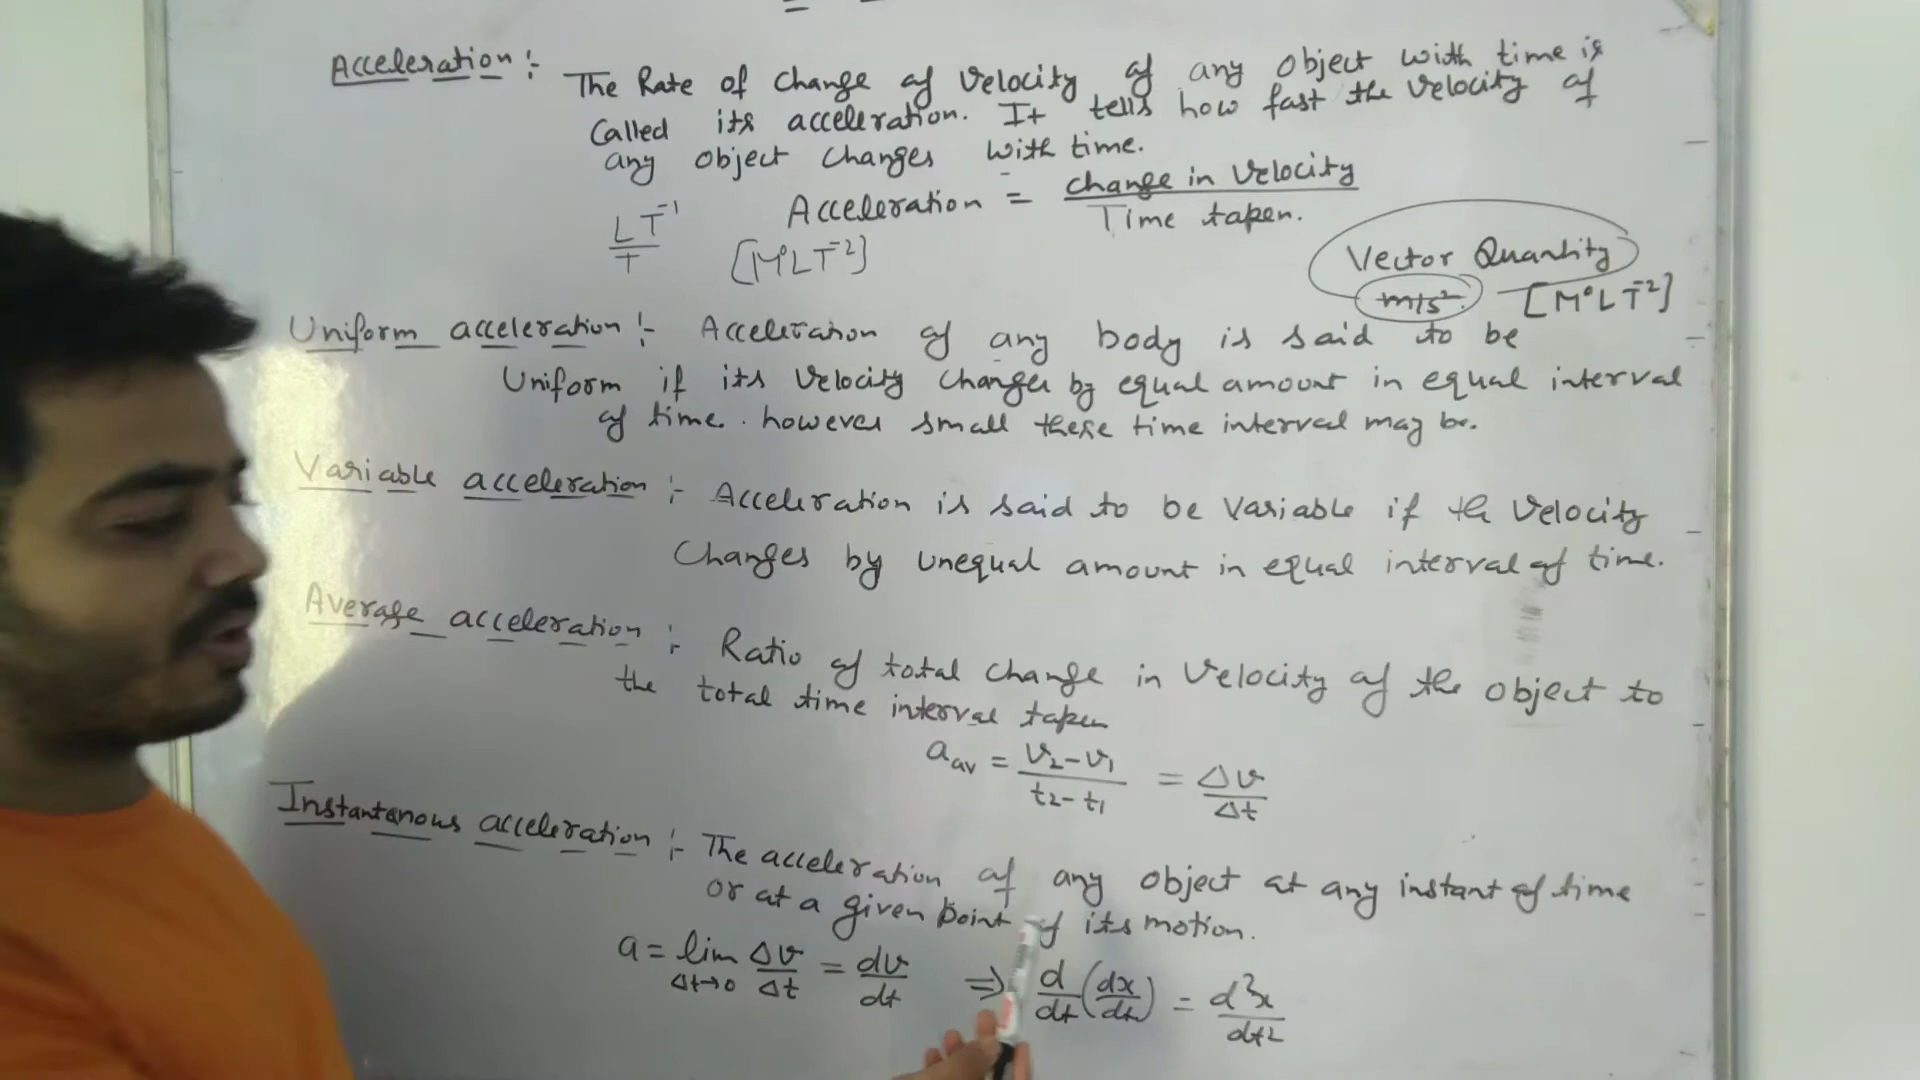 Acceleration :- The Rate of change of velocity of any object with time is
Called its acceleration. It tells how fast the velocity of
any object changes with time.
Acceleration = change in velocity / Time taken.
LT⁻¹ / T [M⁰LT⁻²]
Vector Quantity
m/s². [M⁰LT⁻²]
Uniform acceleration :- Acceleration of any body is said to be
Uniform if its velocity changes by equal amount in equal interval
of time. however small these time interval may be.
Variable acceleration :- Acceleration is said to be variable if the velocity
Changes by unequal amount in equal interval of time.
Average acceleration :- Ratio of total change in velocity of the object to
the total time interval taken
a_av = v₂-v₁ / t₂-t₁ = Δv / Δt
Instantanous acceleration :- The acceleration of any object at any instant of time
or at a given point of its motion.
a = lim Δt→0 Δv / Δt = dv / dt ⇒ d/dt (dx/dt) = d²x / dt²